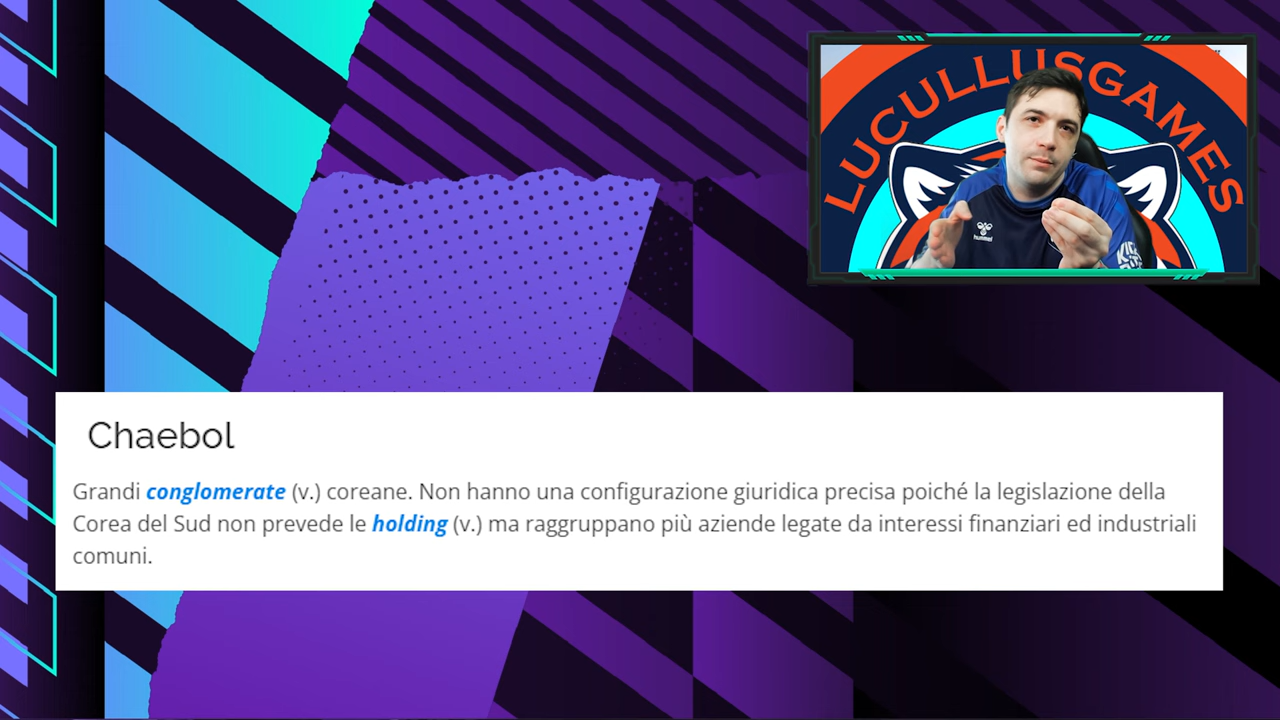 LUCULLUSGAMES
hummel
Chaebol
Grandi conglomerate (v.) coreane. Non hanno una configurazione giuridica precisa poiché la legislazione della
Corea del Sud non prevede le holding (v.) ma raggruppano più aziende legate da interessi finanziari ed industriali
comuni.